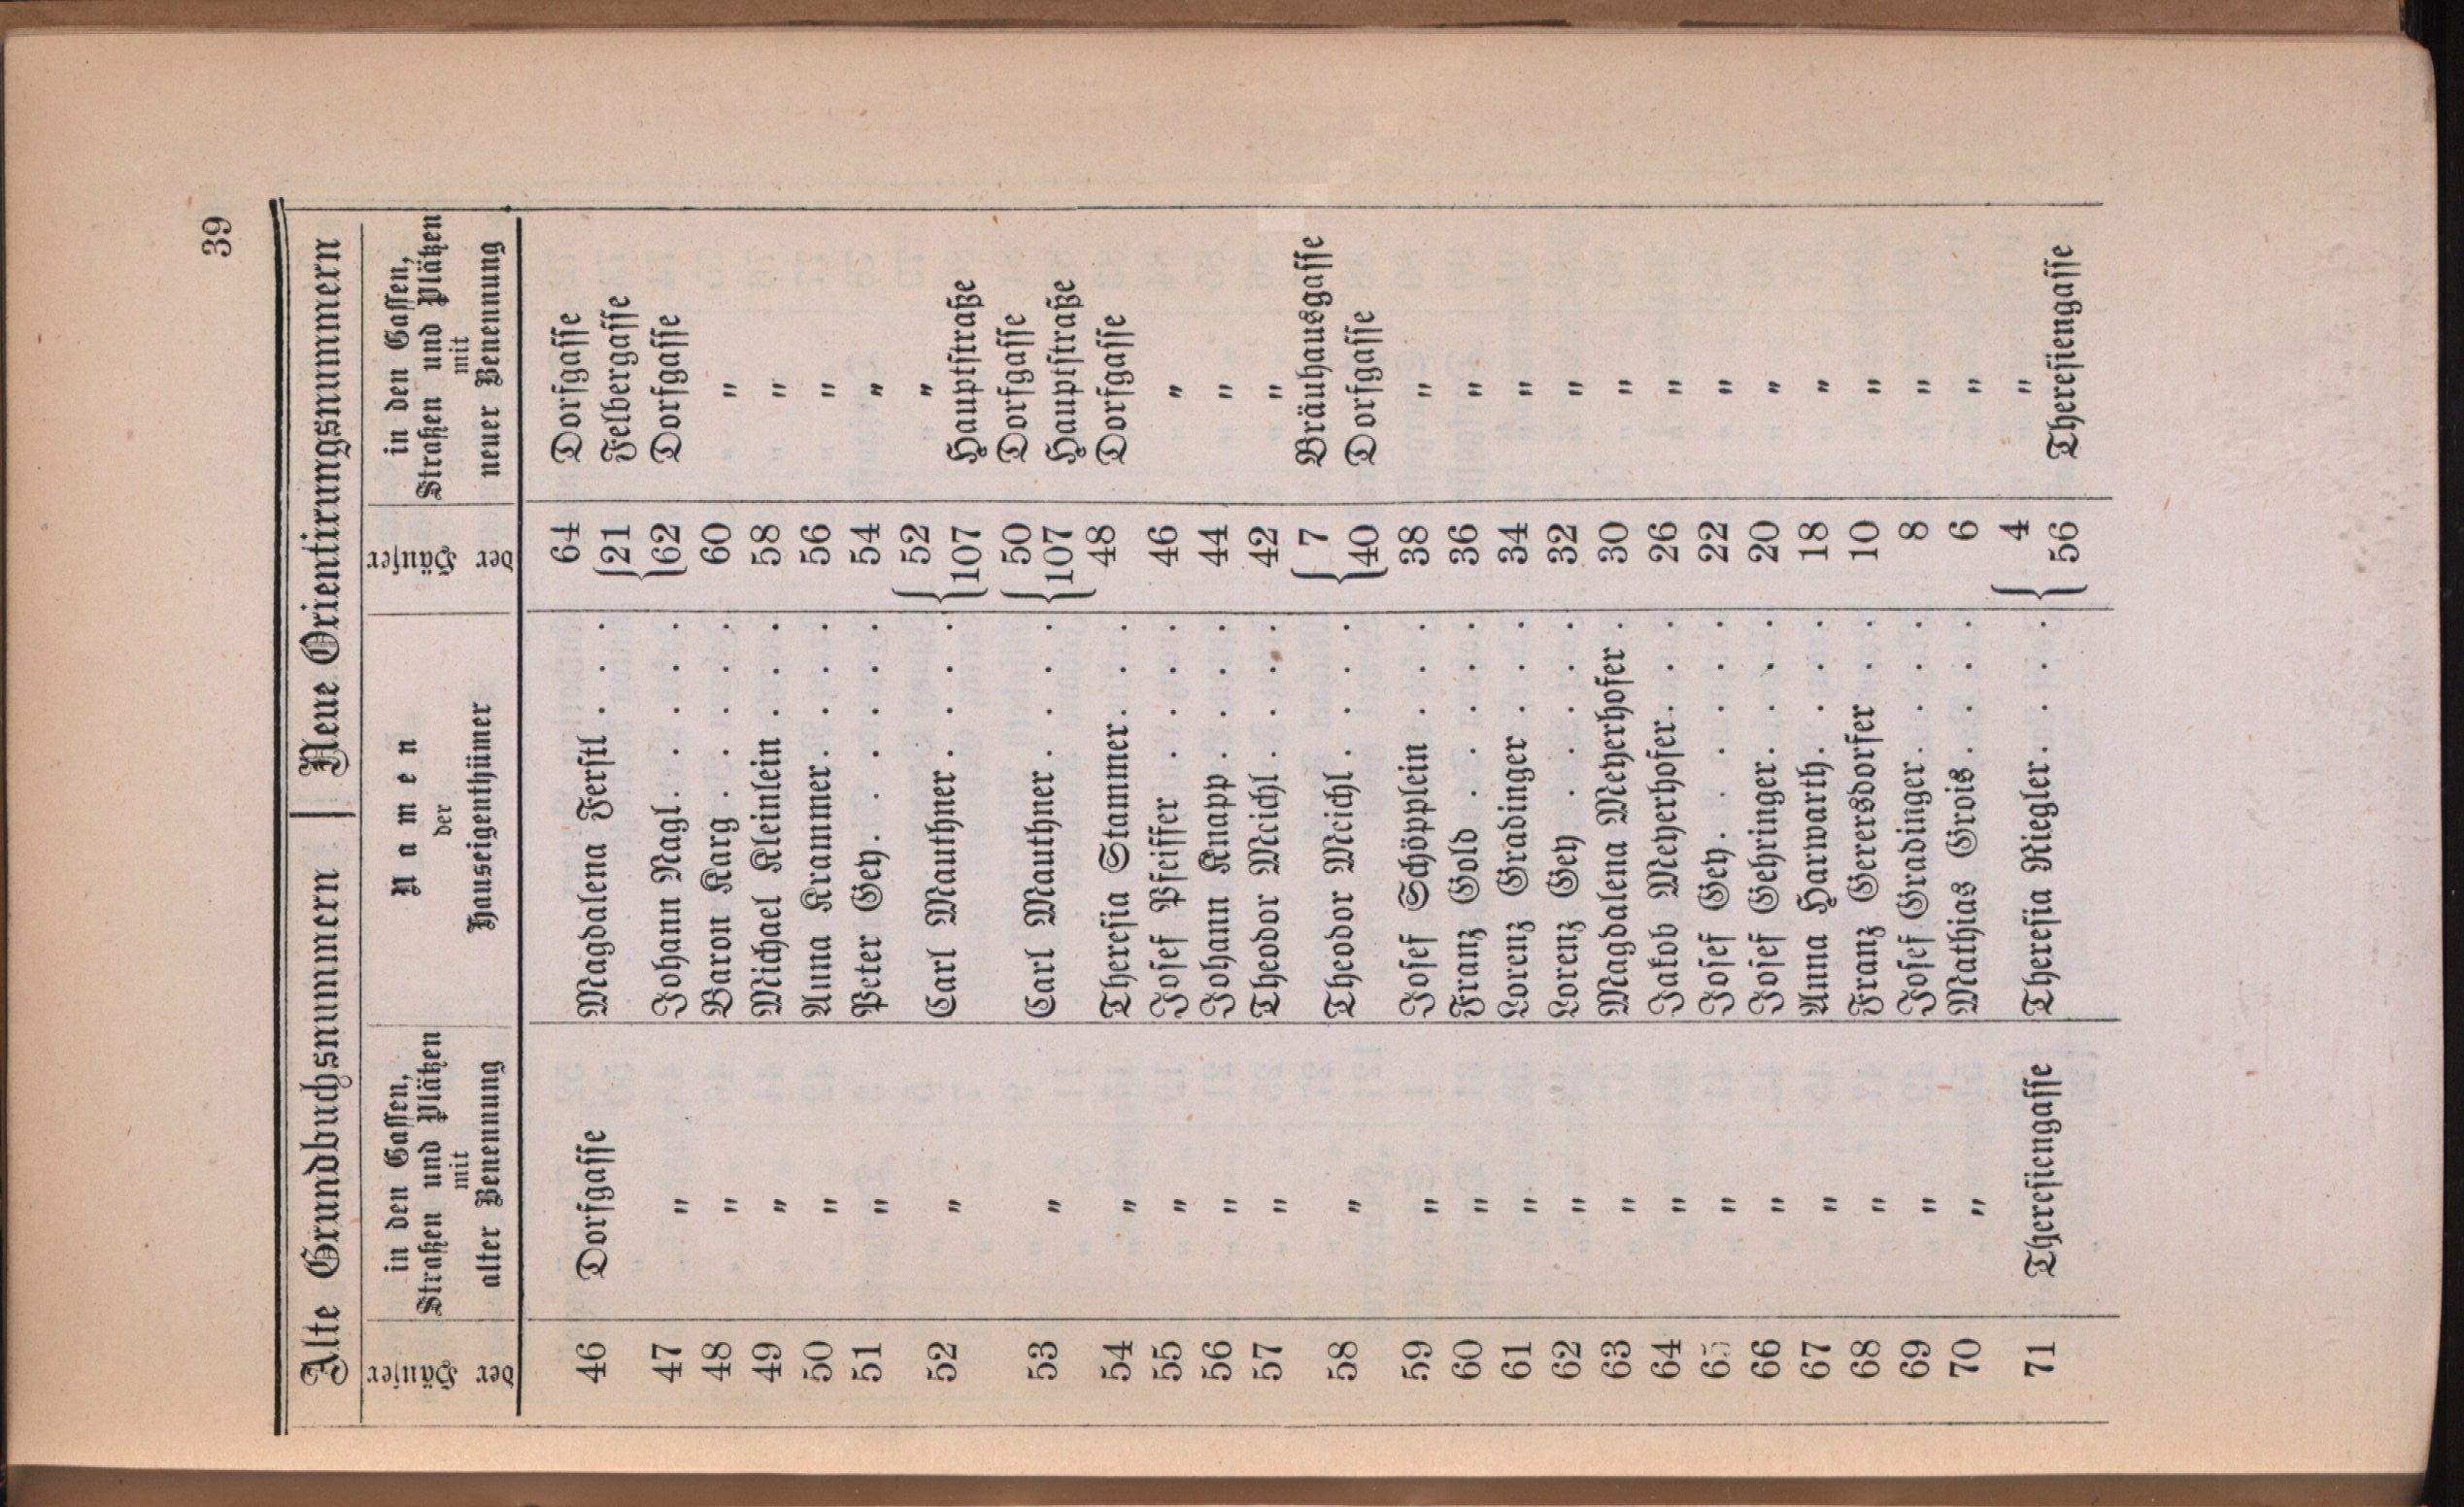 39
Alte Grundbuchsnummern | Neue Orientirungsnummern
der Häuser | in den Gassen, Straßen und Plätzen mit alter Benennung | Namen der Hauseigenthümer | der Häuser | in den Gassen, Straßen und Plätzen mit neuer Benennung
46 Dorfgasse Magdalena Ferstl . . . 64 Dorfgasse
{21 Felbergasse
47 " Johann Nagl . . . . {62 Dorfgasse
48 " Baron Karg . . . . 60 "
49 " Michael Kleinlein . . . 58 "
50 " Anna Krammer . . . . 56 "
51 " Peter Gey . . . . . 54 "
52 " Carl Mauthner . . . . { 52 "
107 Hauptstraße
53 " Carl Mauthner . . . . { 50 Dorfgasse
107 Hauptstraße
54 " Theresia Stammer . . . 48 Dorfgasse
55 " Josef Pfeiffer . . . . 46 "
56 " Johann Knapp . . . . 44 "
57 " Theodor Meichl . . . . 42 "
58 " Theodor Meichl . . . . { 7 Bräuhausgasse
40 Dorfgasse
59 " Josef Schöpplein . . . 38 "
60 " Franz Gold . . . . 36 "
61 " Lorenz Gradinger . . . 34 "
62 " Lorenz Gey . . . . 32 "
63 " Magdalena Meyerhofer . 30 "
64 " Jakob Meyerhofer . . . 26 "
65 " Josef Gey . . . . . 22 "
66 " Josef Gehringer . . . . 20 "
67 " Anna Harwarth . . . . 18 "
68 " Franz Gerersdorfer . . 10 "
69 " Josef Gradinger . . . . 8 "
70 " Mathias Grois . . . . 6 "
71 Theresiengasse Theresia Riegler . . . . { 4 "
56 Theresiengasse